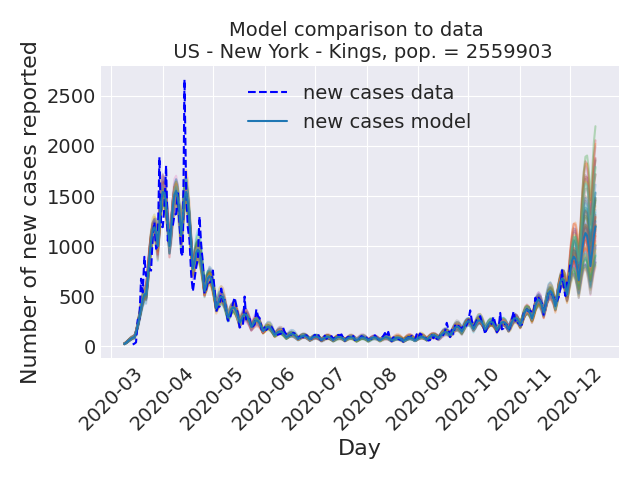 Model comparison to data
US - New York - Kings, pop. = 2559903
Number of new cases reported
2500
2000
1500
1000
500
0
new cases data
new cases model
2020-03
2020-04
2020-05
2020-06
2020-07
2020-08
2020-09
2020-10
2020-11
2020-12
Day